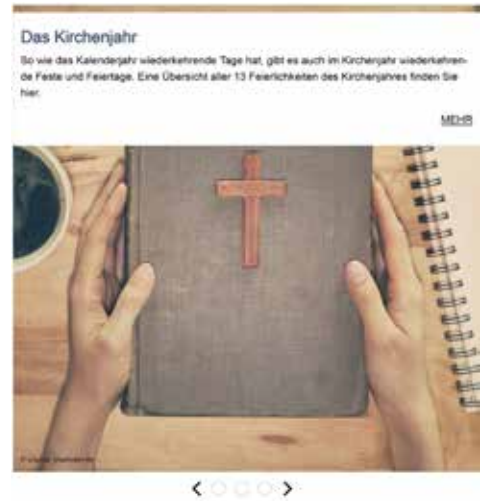 Das Kirchenjahr
So wie das Kalenderjahr wiederkehrende Tage hat, gibt es auch im Kirchenjahr wiederkehren-
de Feste und Feiertage. Eine Übersicht aller 13 Feierlichkeiten des Kirchenjahres finden Sie
hier.
MEHR